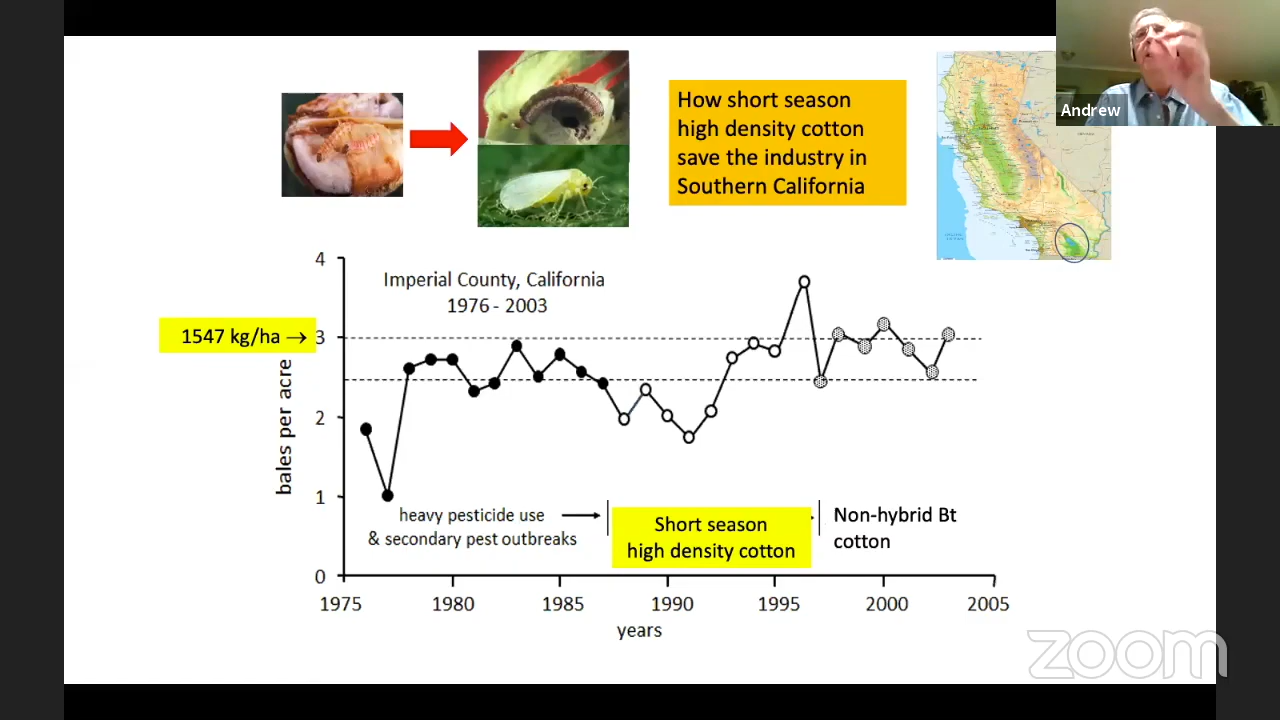 How short season
high density cotton
save the industry in
Southern California
Andrew
Imperial County, California
1976 - 2003
1547 kg/ha →
bales per acre
4
3
2
1
0
heavy pesticide use
& secondary pest outbreaks
Short season
high density cotton
Non-hybrid Bt
cotton
1975
1980
1985
1990
1995
2000
2005
years
zoom